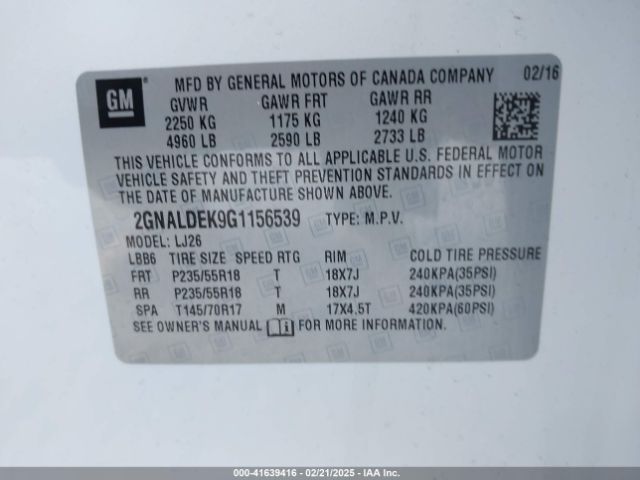 GM
MFD BY GENERAL MOTORS OF CANADA COMPANY 02/16
GVWR GAWR FRT GAWR RR
2250 KG 1175 KG 1240 KG
4960 LB 2590 LB 2733 LB
THIS VEHICLE CONFORMS TO ALL APPLICABLE U.S. FEDERAL MOTOR
VEHICLE SAFETY AND THEFT PREVENTION STANDARDS IN EFFECT ON
THE DATE OF MANUFACTURE SHOWN ABOVE.
2GNALDEK9G1156539 TYPE: M.P.V.
MODEL: LJ26
LBB6 TIRE SIZE SPEED RTG RIM COLD TIRE PRESSURE
FRT P235/55R18 T 18X7J 240KPA(35PSI)
RR P235/55R18 T 18X7J 240KPA(35PSI)
SPA T145/70R17 M 17X4.5T 420KPA(60PSI)
SEE OWNER'S MANUAL FOR MORE INFORMATION.
000-41639416 - 02/21/2025 - IAAI.com